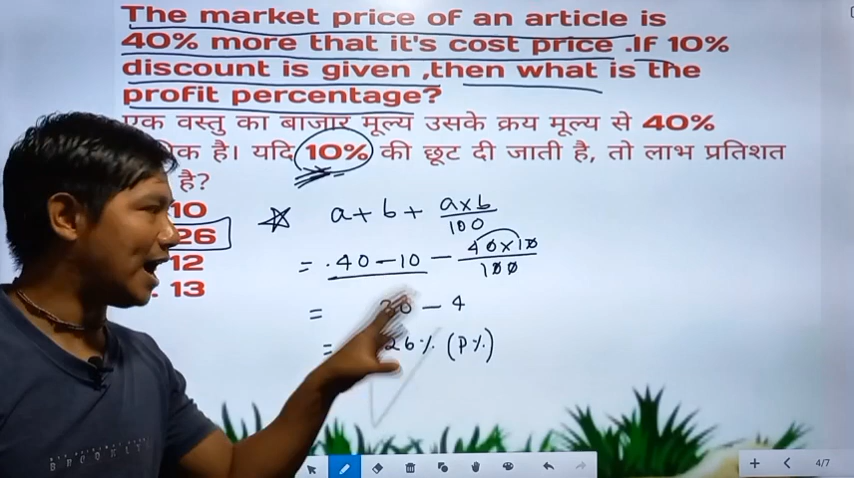 The market price of an article is
40% more that it's cost price .IF 10%
discount is given ,then what is the
profit percentage?
एक वस्तु का बाजार मूल्य उसके क्रय मूल्य से 40%
है। यदि 10% की छूट दी जाती है, तो लाभ प्रतिशत
है?
10
26
12
13
a+b+ a×b/100
= .40-10 - 40×10/100
= 30-4
= 26% (P%)
BROOKLYN
4/7